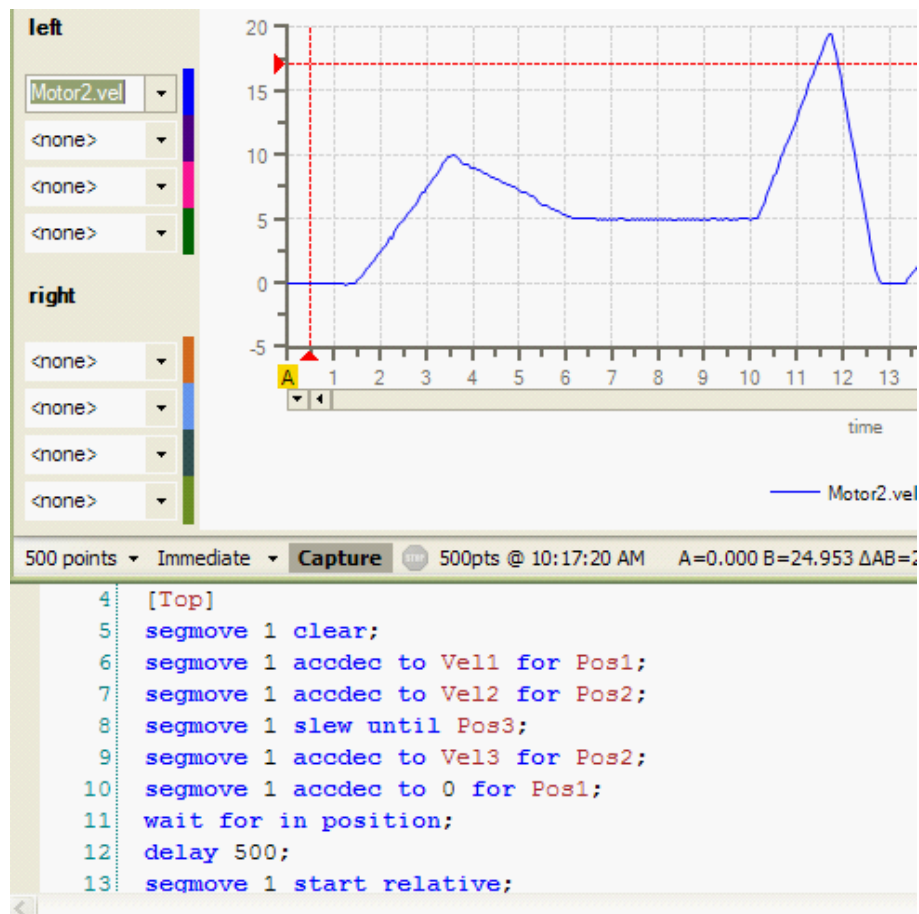 left
Motor2.vel
<none>
<none>
<none>
right
<none>
<none>
<none>
<none>
20
15
10
5
0
-5
A 1 2 3 4 5 6 7 8 9 10 11 12 13
time
Motor2.vel
500 points Immediate Capture STOP 500pts @ 10:17:20 AM A=0.000 B=24.953 ΔAB=2
4 [Top]
5 segmove 1 clear;
6 segmove 1 accdec to Vel1 for Pos1;
7 segmove 1 accdec to Vel2 for Pos2;
8 segmove 1 slew until Pos3;
9 segmove 1 accdec to Vel3 for Pos2;
10 segmove 1 accdec to 0 for Pos1;
11 wait for in position;
12 delay 500;
13 segmove 1 start relative;